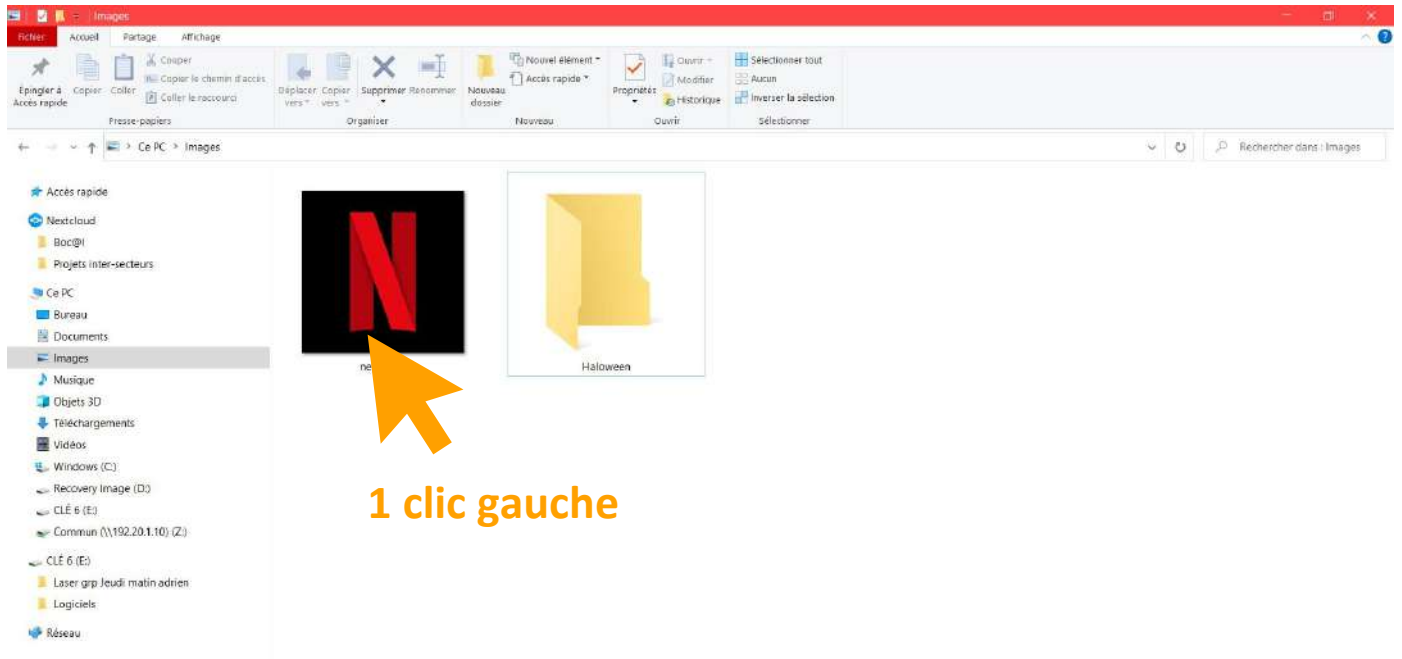 Images
Fichier Accueil Partage Affichage
Épingler à Accès rapide
Copier
Coller
Couper
Copier le chemin d'accès
Coller le raccourci
Presse-papiers
Déplacer vers
Copier vers
Supprimer
Renommer
Organiser
Nouveau dossier
Nouvel élément
Accès rapide
Nouveau
Propriétés
Ouvrir
Modifier
Historique
Ouvrir
Sélectionner tout
Aucun
Inverser la sélection
Sélectionner
Ce PC > Images
Rechercher dans : Images
Accès rapide
Nextcloud
Boc@l
Projets inter-secteurs
Ce PC
Bureau
Documents
Images
Musique
Objets 3D
Téléchargements
Vidéos
Windows (C:)
Recovery Image (D:)
CLÉ 6 (E:)
Commun (\\192.20.1.10) (Z:)
CLÉ 6 (E:)
Laser grp Jeudi matin adrien
Logiciels
Réseau
N
Haloween
1 clic gauche